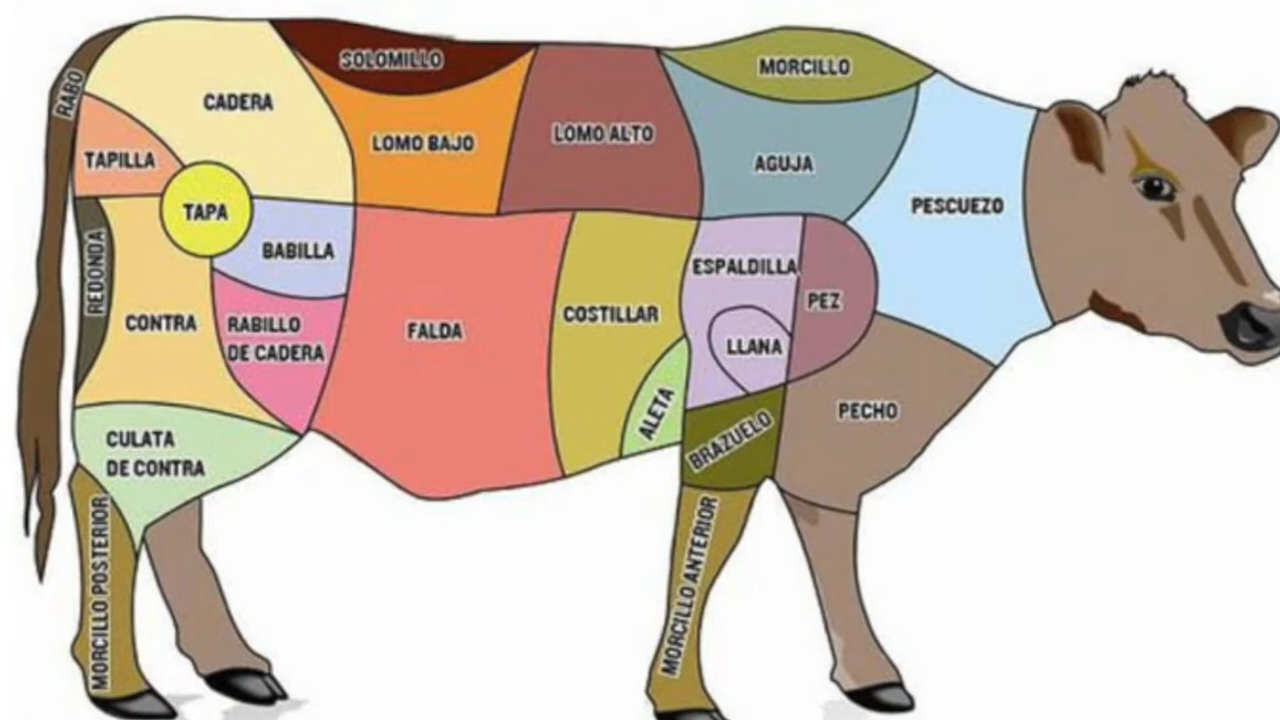 SOLOMILLO
MORCILLO
RABO
CADERA
LOMO BAJO
LOMO ALTO
TAPILLA
AGUJA
TAPA
PESCUEZO
REDONDA
BABILLA
ESPALDILLA
PEZ
CONTRA
RABILLO
DE CADERA
FALDA
COSTILLAR
LLANA
ALETA
PECHO
BRAZUELO
CULATA
DE CONTRA
MORCILLO POSTERIOR
MORCILLO ANTERIOR